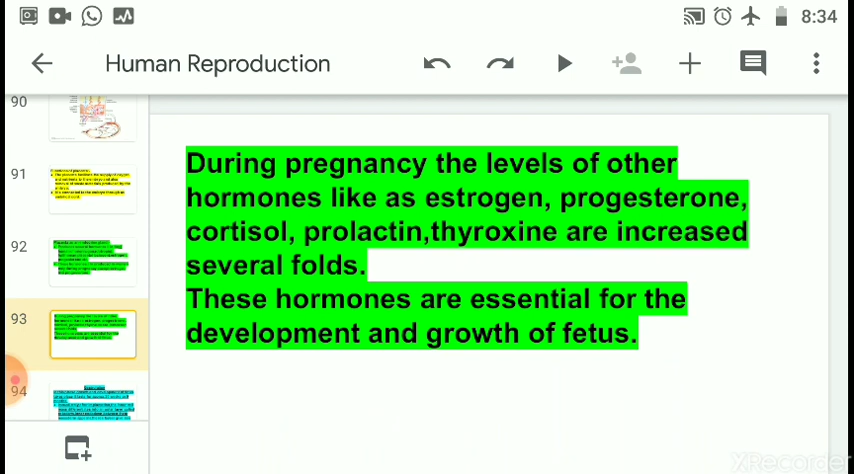 8:34
Human Reproduction
90
91
92
93
94
During pregnancy the levels of other
hormones like as estrogen, progesterone,
cortisol, prolactin,thyroxine are increased
several folds.
These hormones are essential for the
development and growth of fetus.
XRecorder